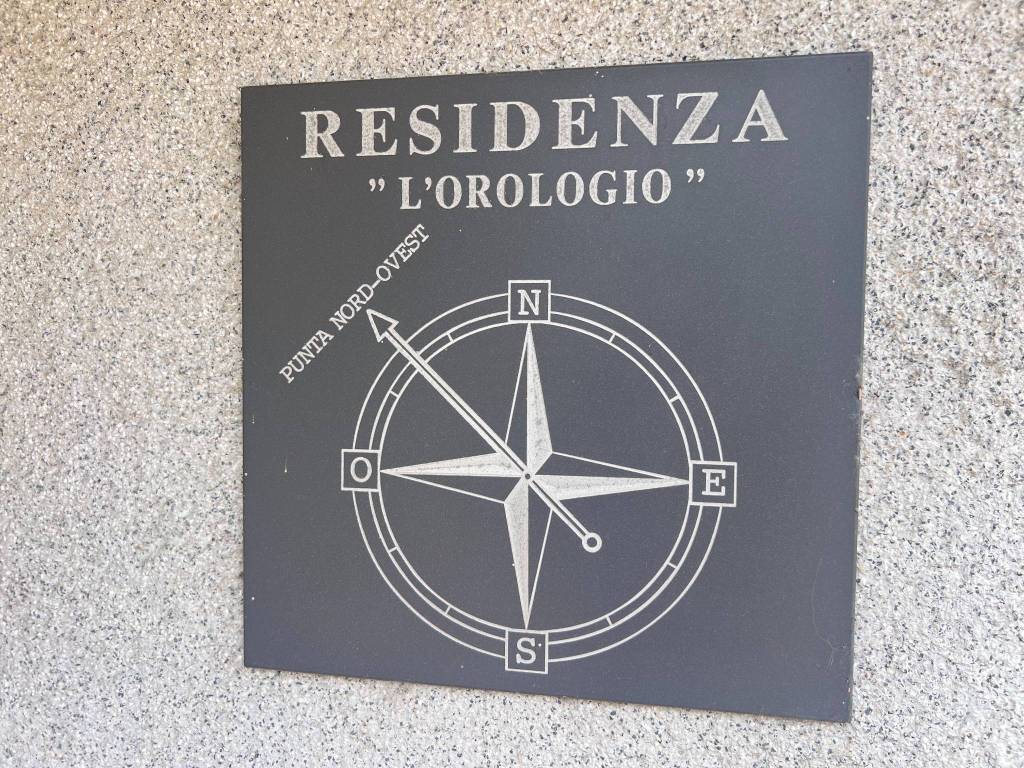 RESIDENZA
" L'OROLOGIO "
PUNTA NORD-OVEST
N
O
E
S